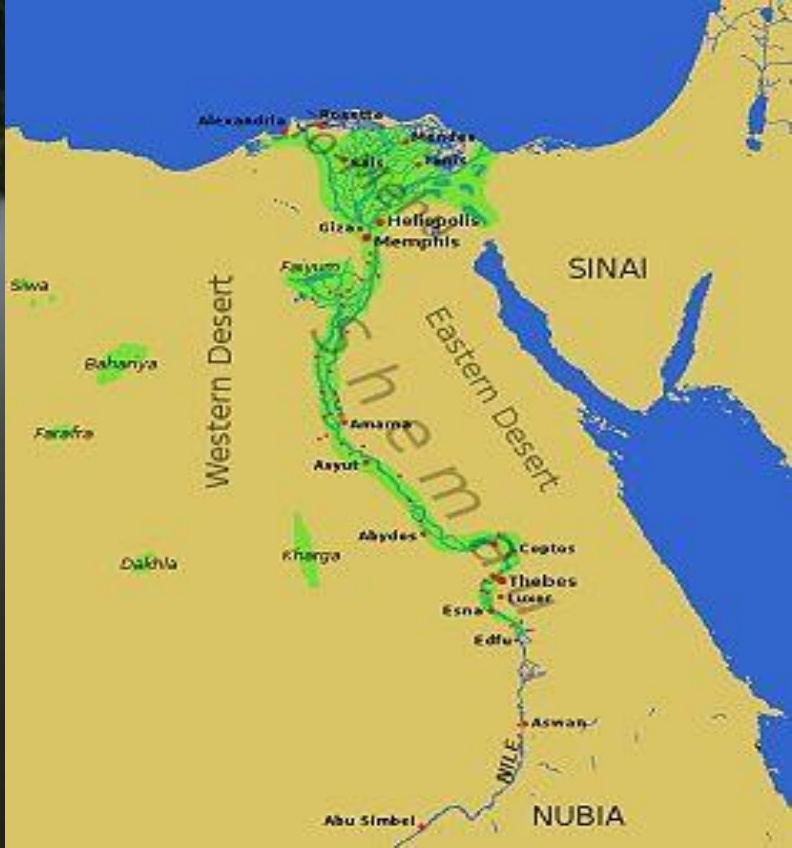 Rosetta
Alexandria
Mendes
Sais
Tanis
Heliopolis
Giza
Memphis
SINAI
Faiyum
Siwa
Western Desert
Eastern Desert
Shemau
Bahariya
Amarna
Farafra
Asyut
Abydos
Coptos
Kharga
Dakhla
Thebes
Luxor
Esna
Edfu
Aswan
NILE
NUBIA
Abu Simbel